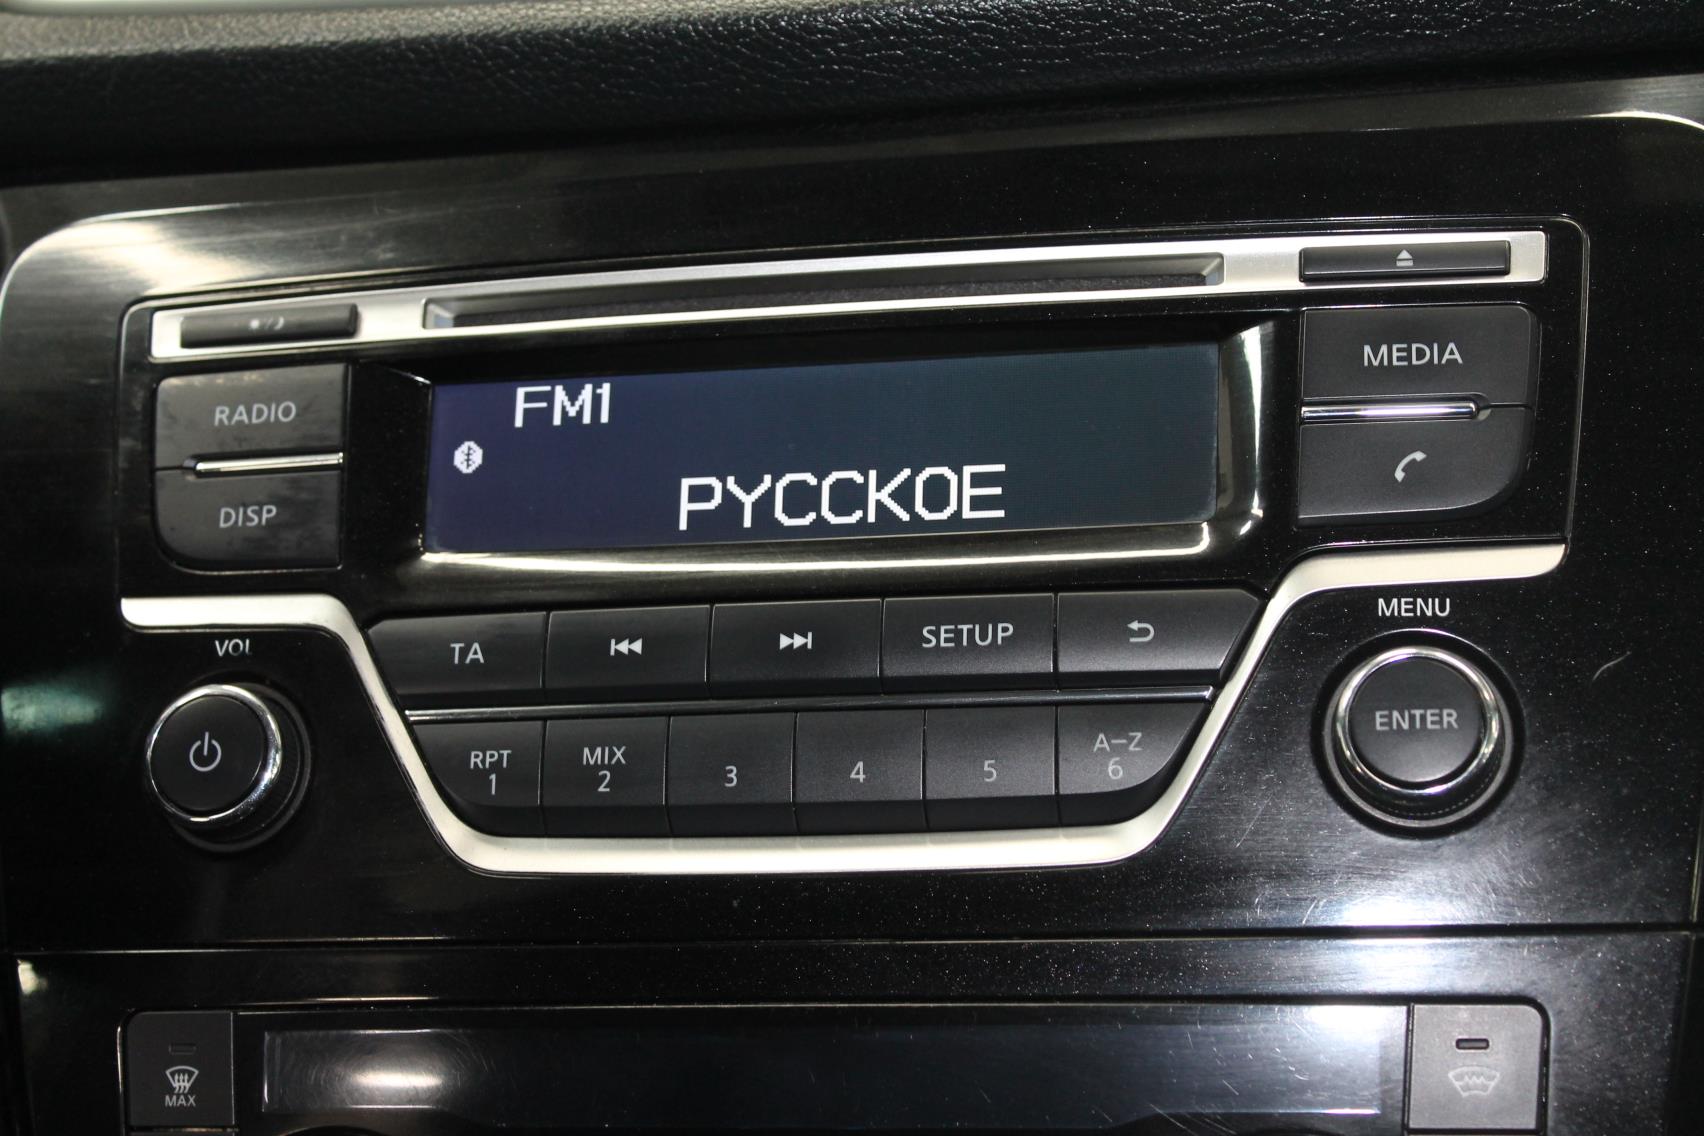 MEDIA
RADIO
FM1
DISP
РУССКОЕ
MENU
VOL
TA
SETUP
ENTER
RPT
1
MIX
2
3
4
5
A-Z
6
MAX